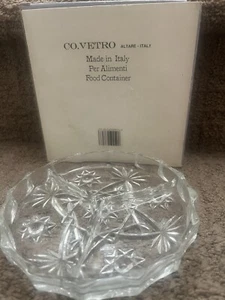 CO.VETRO ALTARE - ITALY
Made in Italy
Per Alimenti
Food Container